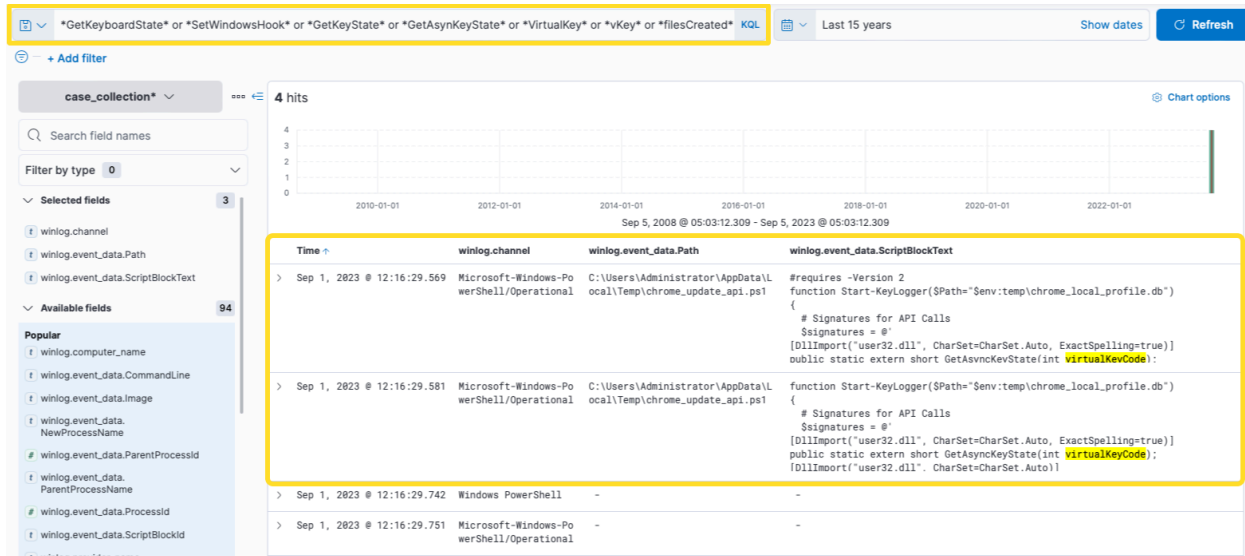 *GetKeyboardState* or *SetWindowsHook* or *GetKeyState* or *GetAsynKeyState* or *VirtualKey* or *vKey* or *filesCreated* KQL Last 15 years Show dates Refresh
+ Add filter
case_collection*
Search field names
Filter by type 0
Selected fields 3
t winlog.channel
t winlog.event_data.Path
t winlog.event_data.ScriptBlockText
Available fields 94
Popular
t winlog.computer_name
t winlog.event_data.CommandLine
t winlog.event_data.Image
t winlog.event_data.
NewProcessName
# winlog.event_data.ParentProcessId
t winlog.event_data.
ParentProcessName
# winlog.event_data.ProcessId
t winlog.event_data.ScriptBlockId
4 hits Chart options
4
3
2
1
0
2010-01-01 2012-01-01 2014-01-01 2016-01-01 2018-01-01 2020-01-01 2022-01-01
Sep 5, 2008 @ 05:03:12.309 - Sep 5, 2023 @ 05:03:12.309
Time ↑ winlog.channel winlog.event_data.Path winlog.event_data.ScriptBlockText
Sep 1, 2023 @ 12:16:29.569 Microsoft-Windows-Po C:\Users\Administrator\AppData\L #requires -Version 2
werShell/Operational ocal\Temp\chrome_update_api.ps1 function Start-KeyLogger($Path="$env:temp\chrome_local_profile.db")
{
# Signatures for API Calls
$signatures = @'
[DllImport("user32.dll", CharSet=CharSet.Auto, ExactSpelling=true)]
public static extern short GetAsyncKeyState(int virtualKeyCode);
Sep 1, 2023 @ 12:16:29.581 Microsoft-Windows-Po C:\Users\Administrator\AppData\L function Start-KeyLogger($Path="$env:temp\chrome_local_profile.db")
werShell/Operational ocal\Temp\chrome_update_api.ps1 {
# Signatures for API Calls
$signatures = @'
[DllImport("user32.dll", CharSet=CharSet.Auto, ExactSpelling=true)]
public static extern short GetAsyncKeyState(int virtualKeyCode);
[DllImport("user32.dll", CharSet=CharSet.Auto)]
Sep 1, 2023 @ 12:16:29.742 Windows PowerShell - -
Sep 1, 2023 @ 12:16:29.751 Microsoft-Windows-Po - -
werShell/Operational